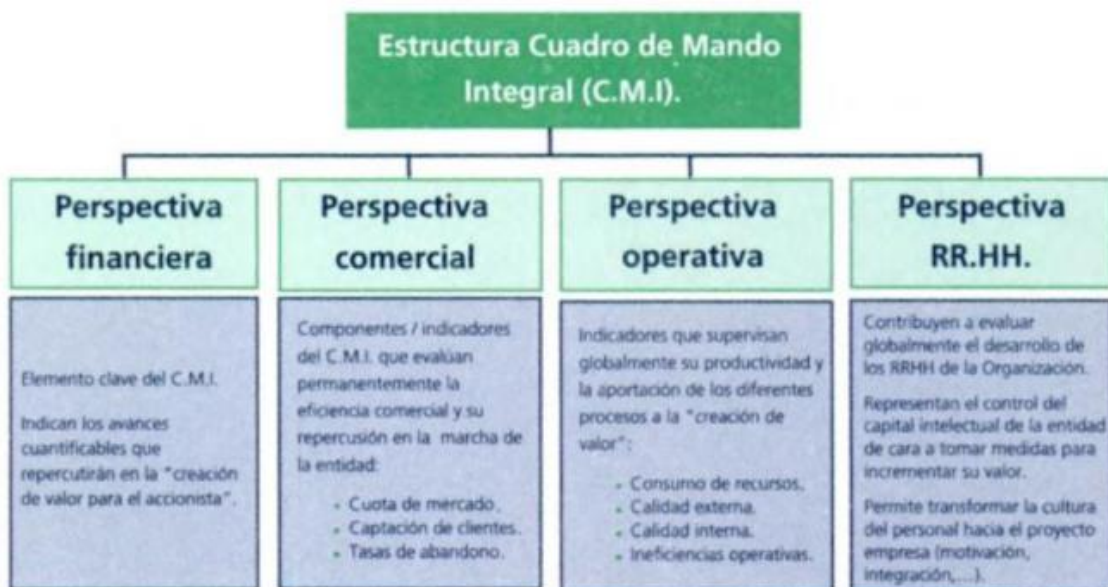 Estructura Cuadro de Mando
Integral (C.M.I).
Perspectiva
financiera
Elemento clave del C.M.I.
Indican los avances
cuantificables que
repercutirán en la "creación
de valor para el accionista".
Perspectiva
comercial
Componentes / indicadores
del C.M.I. que evalúan
permanentemente la
eficiencia comercial y su
repercusión en la marcha de
la entidad:
• Cuota de mercado.
• Captación de clientes.
• Tasas de abandono.
Perspectiva
operativa
Indicadores que supervisan
globalmente su productividad y
la aportación de los diferentes
procesos a la "creación de
valor":
• Consumo de recursos.
• Calidad externa.
• Calidad interna.
• Ineficiencias operativas.
Perspectiva
RR.HH.
Contribuyen a evaluar
globalmente el desarrollo de
los RRHH de la Organización.
Representan el control del
capital intelectual de la entidad
de cara a tomar medidas para
incrementar su valor.
Permite transformar la cultura
del personal hacia el proyecto
empresa (motivación,
integración,...).